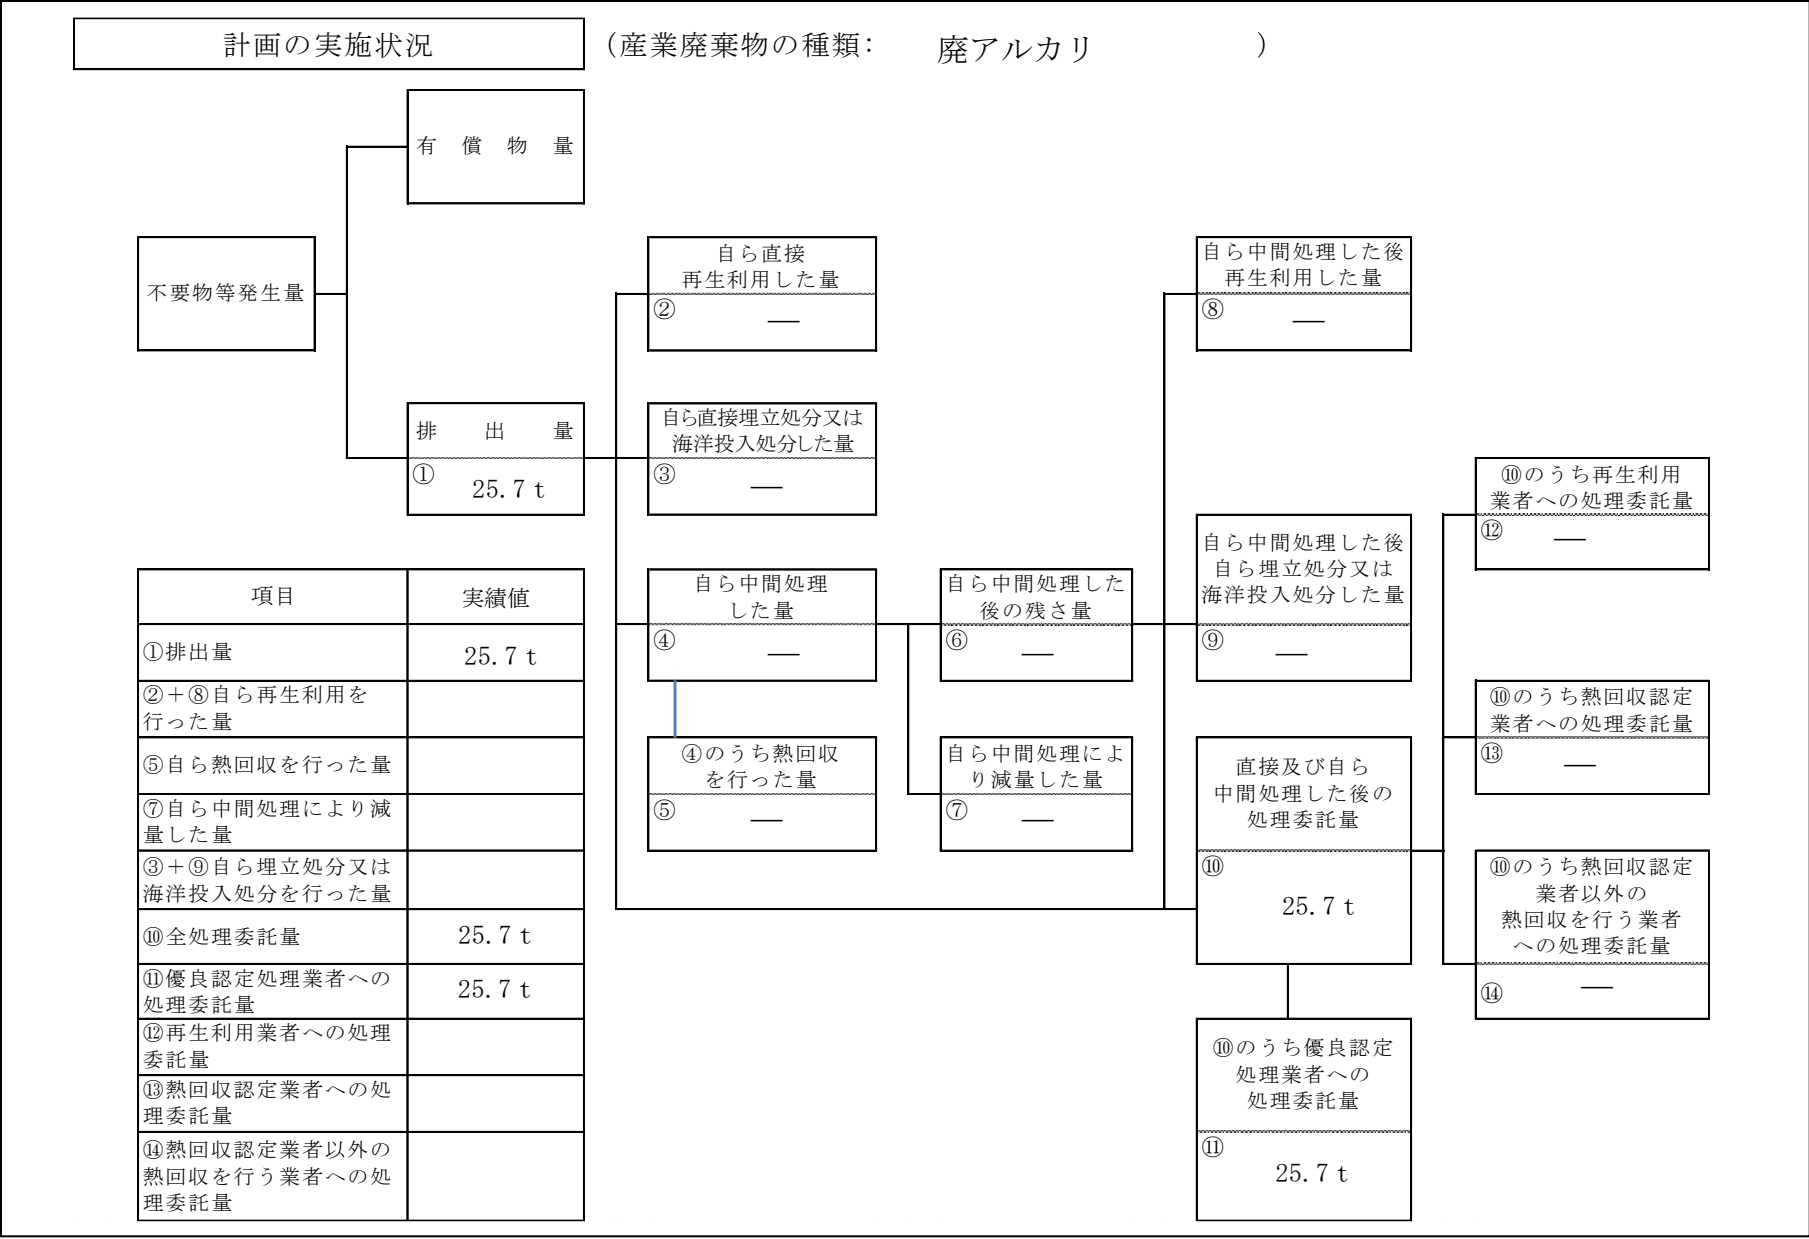 計画の実施状況
（産業廃棄物の種類： 廃アルカリ ）
有償物量
不要物等発生量
自ら直接
再生利用した量
②
―
自ら中間処理した後
再生利用した量
⑧
―
排出量
①
25.7 t
自ら直接埋立処分又は
海洋投入処分した量
③
―
⑩のうち再生利用
業者への処理委託量
⑫
―
自ら中間処理した後
自ら埋立処分又は
海洋投入処分した量
⑨
―
自ら中間処理
した量
④
―
自ら中間処理した
後の残さ量
⑥
―
⑩のうち熱回収認定
業者への処理委託量
⑬
―
④のうち熱回収
を行った量
⑤
―
自ら中間処理によ
り減量した量
⑦
―
直接及び自ら
中間処理した後の
処理委託量
⑩
25.7 t
⑩のうち熱回収認定
業者以外の
熱回収を行う業者
への処理委託量
⑭
―
⑩のうち優良認定
処理業者への
処理委託量
⑪
25.7 t
項目 実績値
①排出量 25.7 t
②＋⑧自ら再生利用を
行った量
⑤自ら熱回収を行った量
⑦自ら中間処理により減
量した量
③＋⑨自ら埋立処分又は
海洋投入処分を行った量
⑩全処理委託量 25.7 t
⑪優良認定処理業者への
処理委託量 25.7 t
⑫再生利用業者への処理
委託量
⑬熱回収認定業者への処
理委託量
⑭熱回収認定業者以外の
熱回収を行う業者への処
理委託量